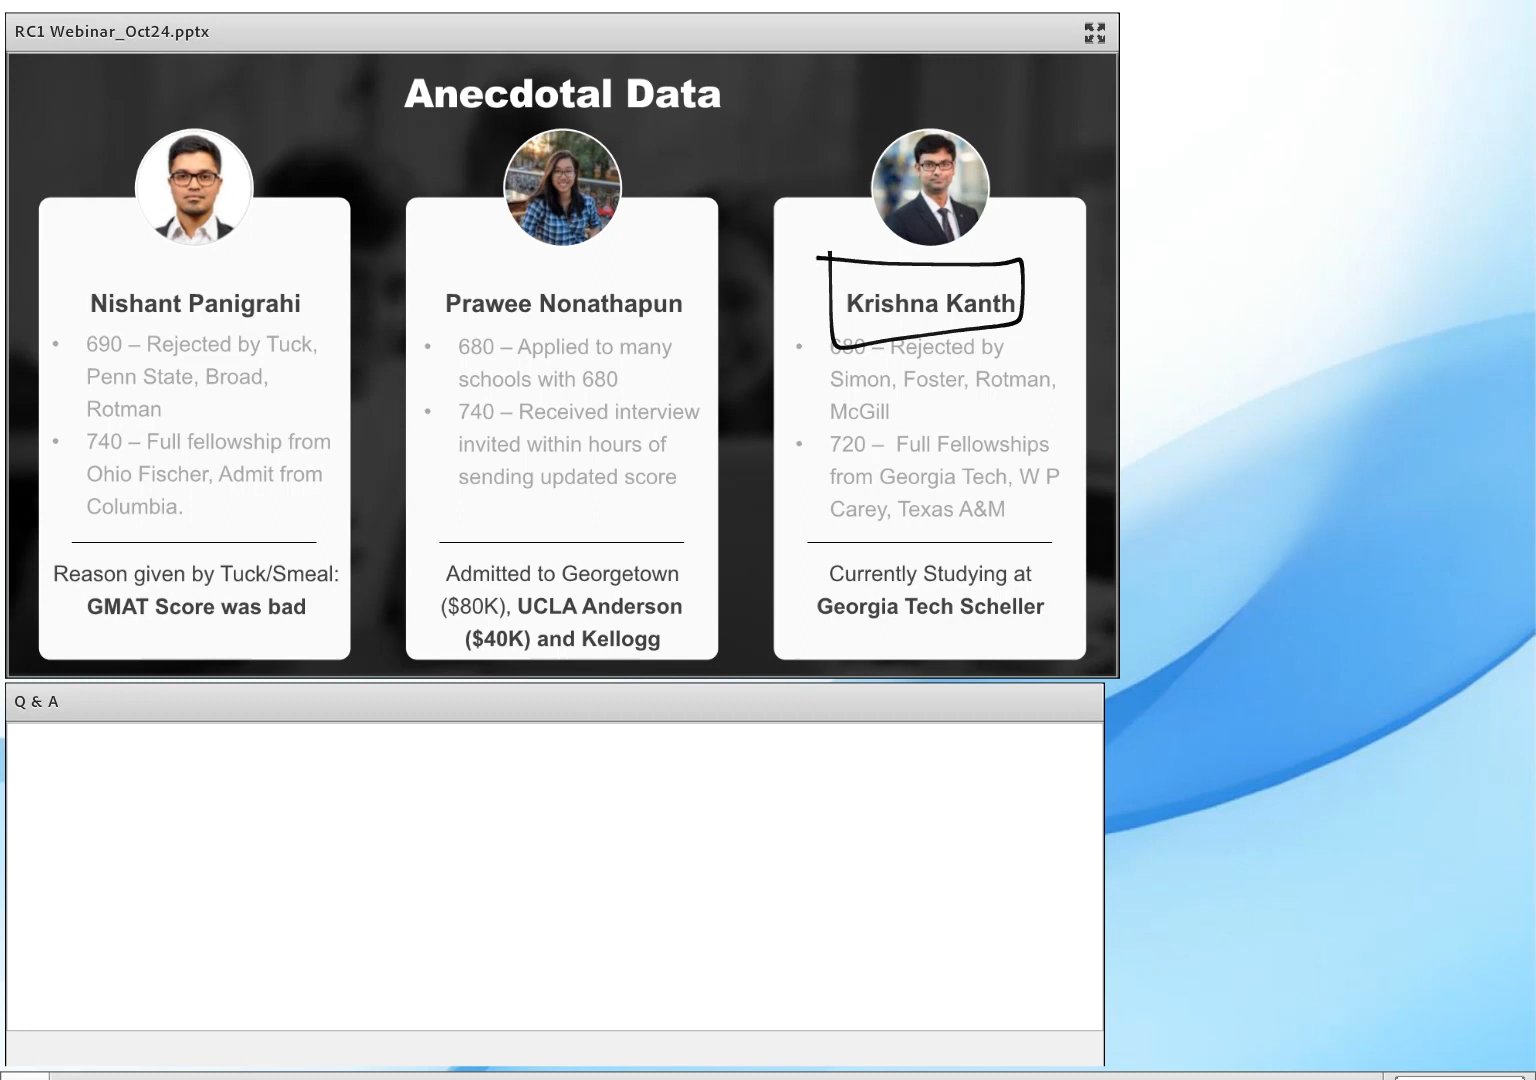 RC1 Webinar_Oct24.pptx
Anecdotal Data
Nishant Panigrahi
• 690 – Rejected by Tuck,
Penn State, Broad,
Rotman
• 740 – Full fellowship from
Ohio Fischer, Admit from
Columbia.
Reason given by Tuck/Smeal:
GMAT Score was bad
Prawee Nonathapun
• 680 – Applied to many
schools with 680
• 740 – Received interview
invited within hours of
sending updated score
Admitted to Georgetown
($80K), UCLA Anderson
($40K) and Kellogg
Krishna Kanth
• 680 – Rejected by
Simon, Foster, Rotman,
McGill
• 720 – Full Fellowships
from Georgia Tech, W P
Carey, Texas A&M
Currently Studying at
Georgia Tech Scheller
Q & A